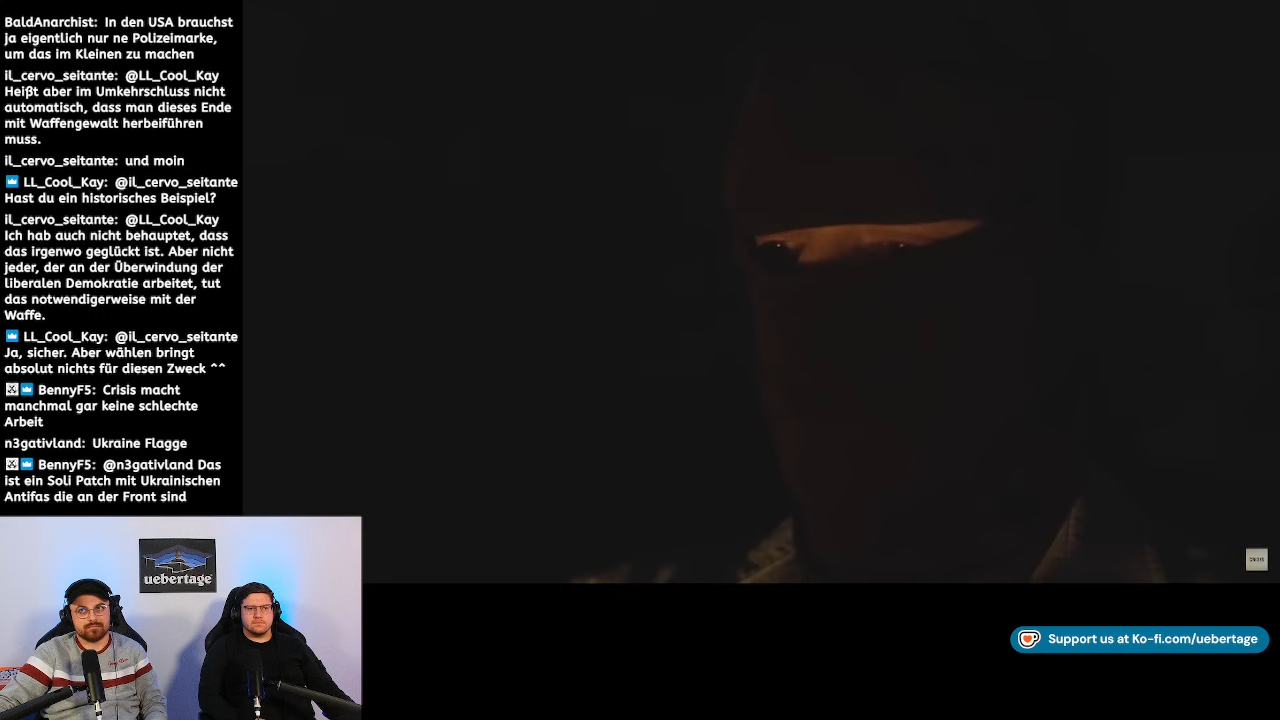 BaldAnarchist: In den USA brauchst
ja eigentlich nur ne Polizeimarke,
um das im Kleinen zu machen
il_cervo_seitante: @LL_Cool_Kay
Heißt aber im Umkehrschluss nicht
automatisch, dass man dieses Ende
mit Waffengewalt herbeiführen
muss.
il_cervo_seitante: und moin
LL_Cool_Kay: @il_cervo_seitante
Hast du ein historisches Beispiel?
il_cervo_seitante: @LL_Cool_Kay
Ich hab auch nicht behauptet, dass
das irgenwo geglückt ist. Aber nicht
jeder, der an der Überwindung der
liberalen Demokratie arbeitet, tut
das notwendigerweise mit der
Waffe.
LL_Cool_Kay: @il_cervo_seitante
Ja, sicher. Aber wählen bringt
absolut nichts für diesen Zweck ^^
BennyF5: Crisis macht
manchmal gar keine schlechte
Arbeit
n3gativland: Ukraine Flagge
BennyF5: @n3gativland Das
ist ein Soli Patch mit Ukrainischen
Antifas die an der Front sind
uebertage
CRISIS
Support us at Ko-fi.com/uebertage